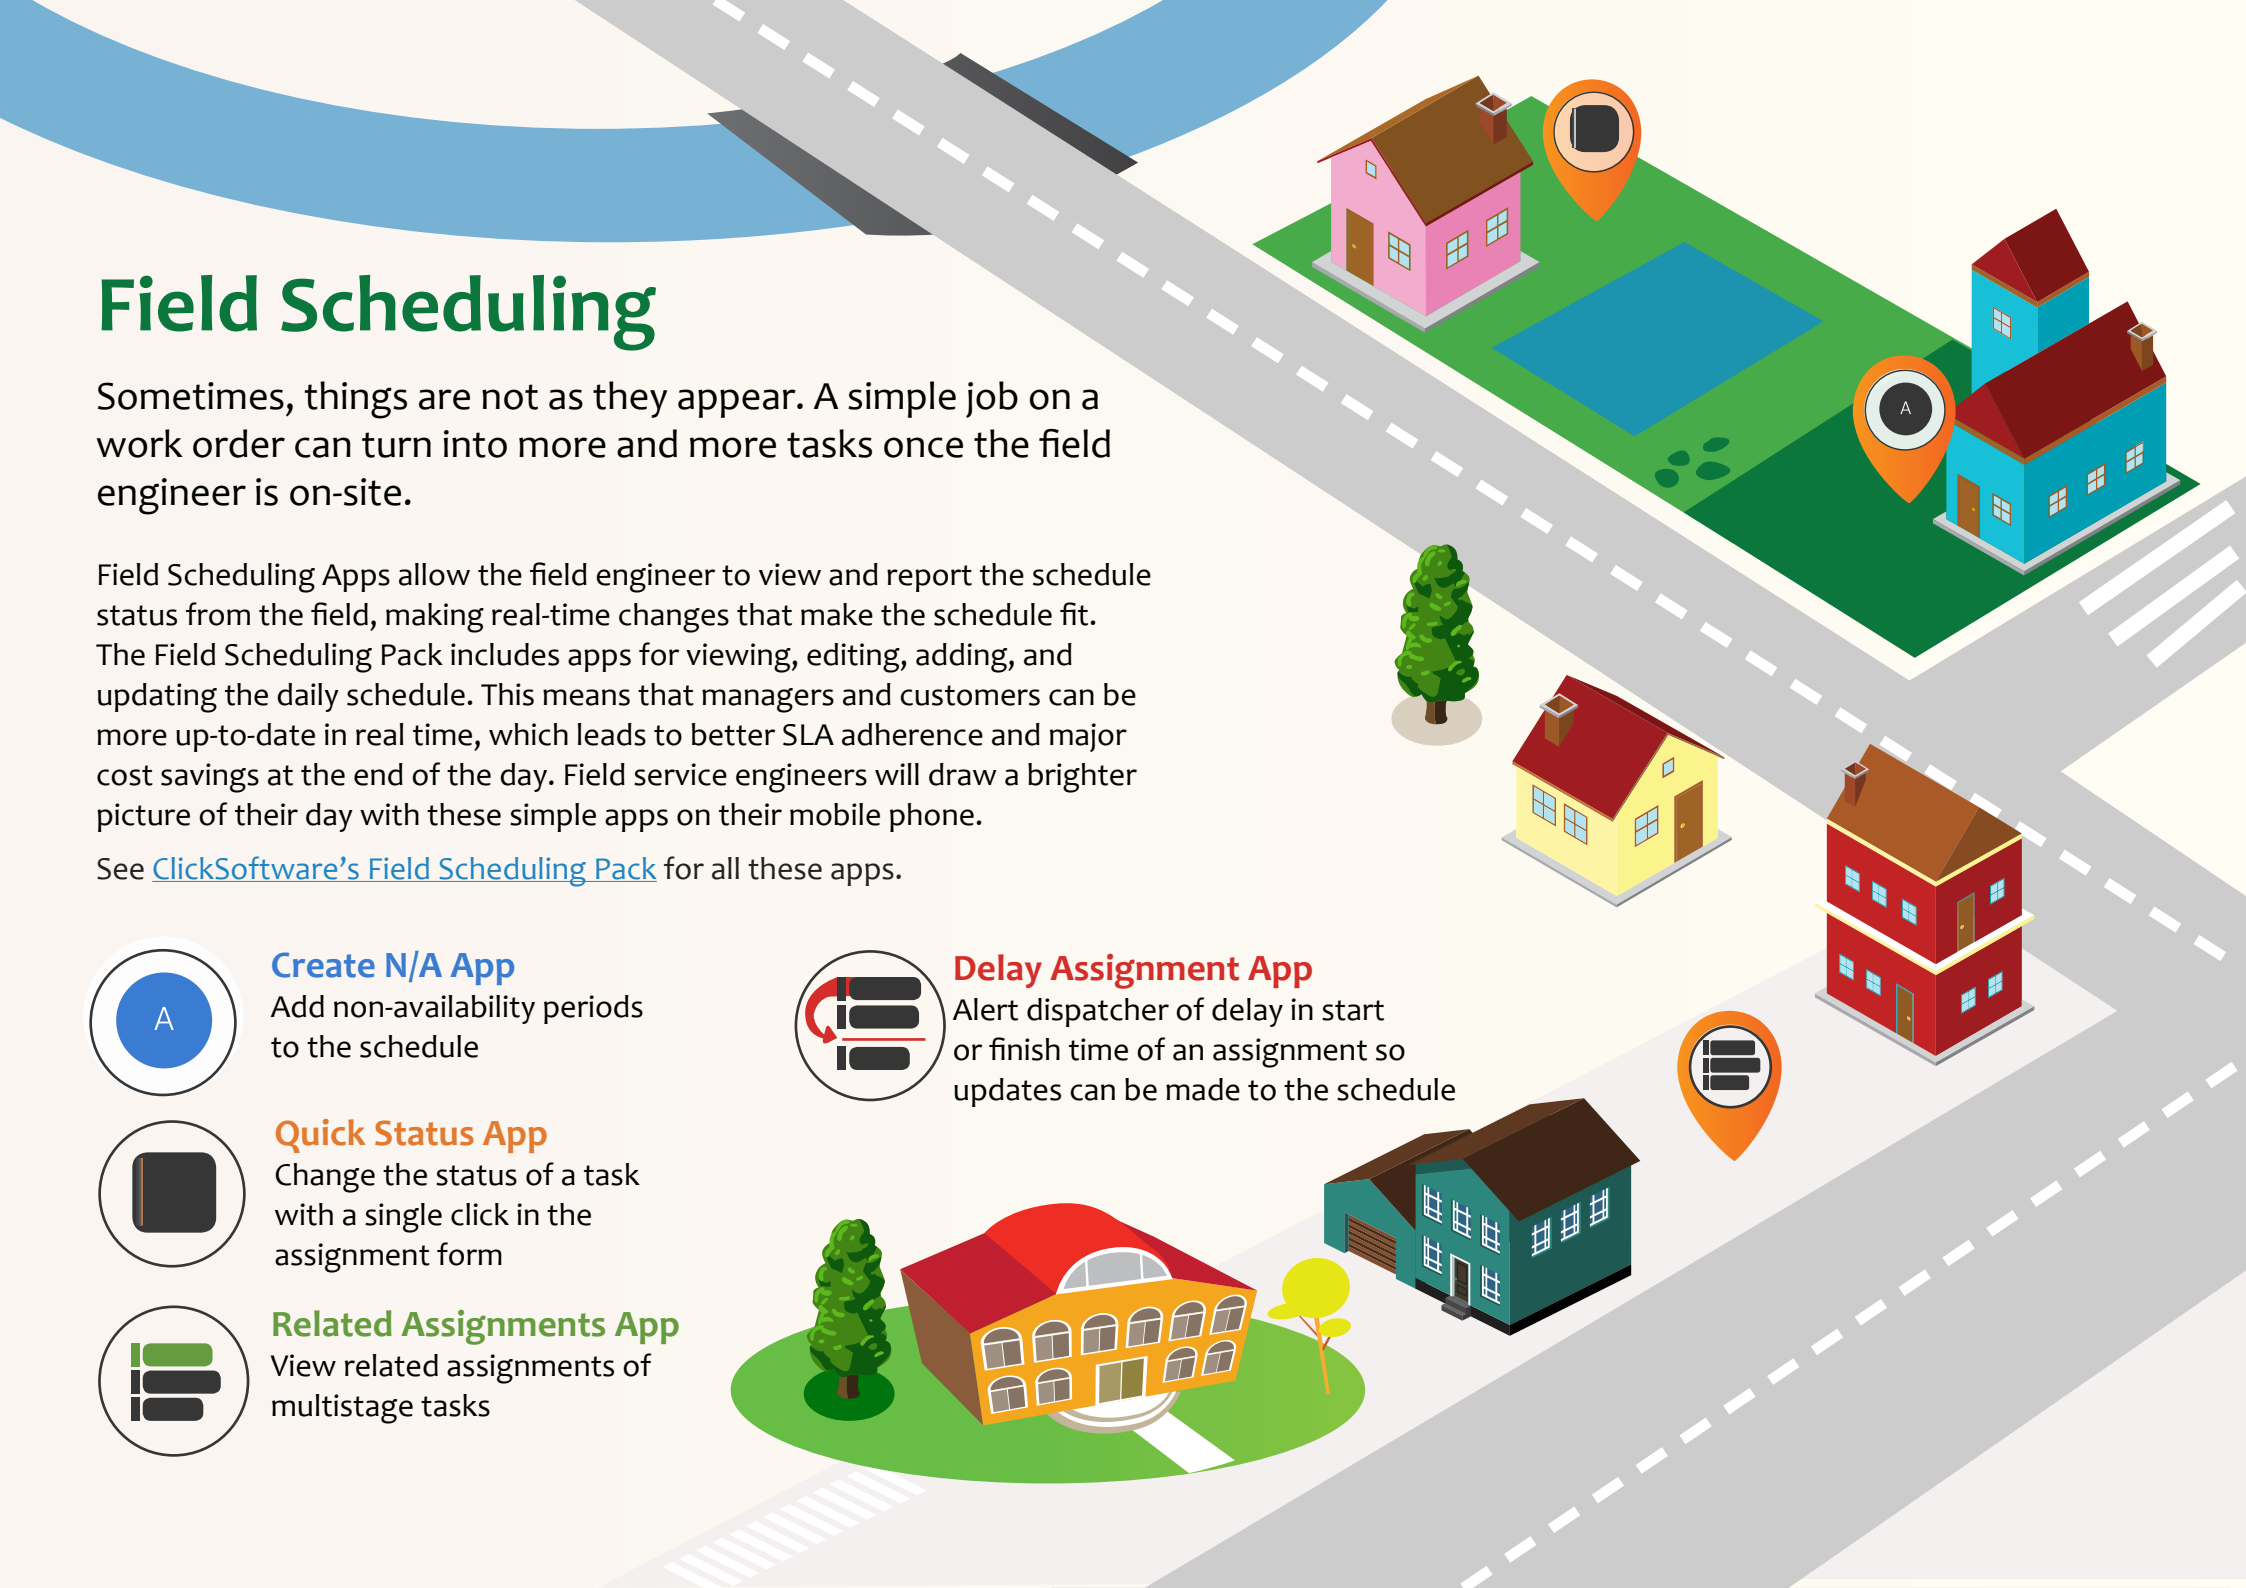 Field Scheduling
Sometimes, things are not as they appear. A simple job on a
work order can turn into more and more tasks once the field
engineer is on-site.
Field Scheduling Apps allow the field engineer to view and report the schedule
status from the field, making real-time changes that make the schedule fit.
The Field Scheduling Pack includes apps for viewing, editing, adding, and
updating the daily schedule. This means that managers and customers can be
more up-to-date in real time, which leads to better SLA adherence and major
cost savings at the end of the day. Field service engineers will draw a brighter
picture of their day with these simple apps on their mobile phone.
See ClickSoftware’s Field Scheduling Pack for all these apps.
A
Create N/A App
Add non-availability periods
to the schedule
Quick Status App
Change the status of a task
with a single click in the
assignment form
Related Assignments App
View related assignments of
multistage tasks
Delay Assignment App
Alert dispatcher of delay in start
or finish time of an assignment so
updates can be made to the schedule
A